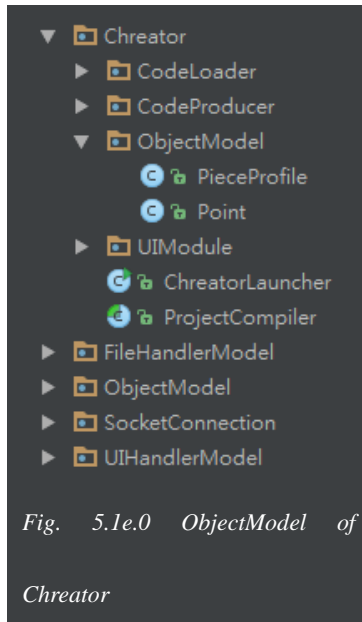 Chreator
CodeLoader
CodeProducer
ObjectModel
PieceProfile
Point
UIModule
ChreatorLauncher
ProjectCompiler
FileHandlerModel
ObjectModel
SocketConnection
UIHandlerModel
Fig. 5.1e.0 ObjectModel of
Chreator